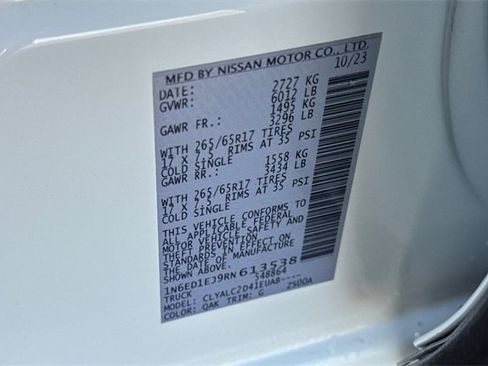 MFD BY NISSAN MOTOR CO., LTD.
DATE: 10/23
GVWR: 2727 KG
6012 LB
GAWR FR.: 1495 KG
3296 LB
WITH 265/65R17 TIRES
17 X 7.5 RIMS AT 35 PSI
COLD SINGLE
GAWR RR.: 1558 KG
3434 LB
WITH 265/65R17 TIRES
17 X 7.5 RIMS AT 35 PSI
COLD SINGLE
THIS VEHICLE CONFORMS TO
ALL APPLICABLE FEDERAL
MOTOR VEHICLE SAFETY AND
THEFT PREVENTION
STANDARDS IN EFFECT ON
THE DATE OF MANUFACTURE
SHOWN ABOVE.
1N6ED1EJ9RN613538
TRUCK 548864
MODEL: CLYALC2D41EUA8----
COLOR: QAK TRIM: G 2500A